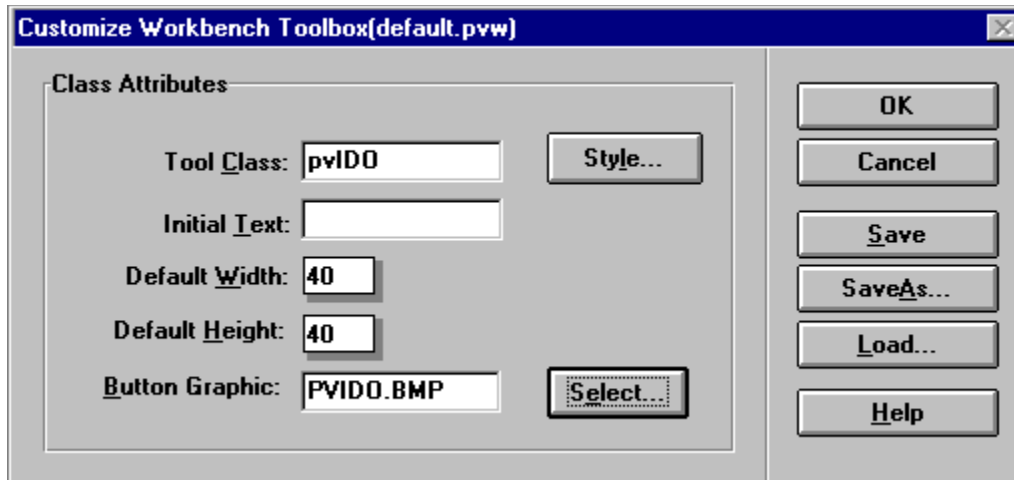 Customize Workbench Toolbox(default.pvw)
Class Attributes
Tool Class: pvIDO
Style...
Initial Text:
Default Width: 40
Default Height: 40
Button Graphic: PVIDO.BMP
Select...
OK
Cancel
Save
SaveAs...
Load...
Help